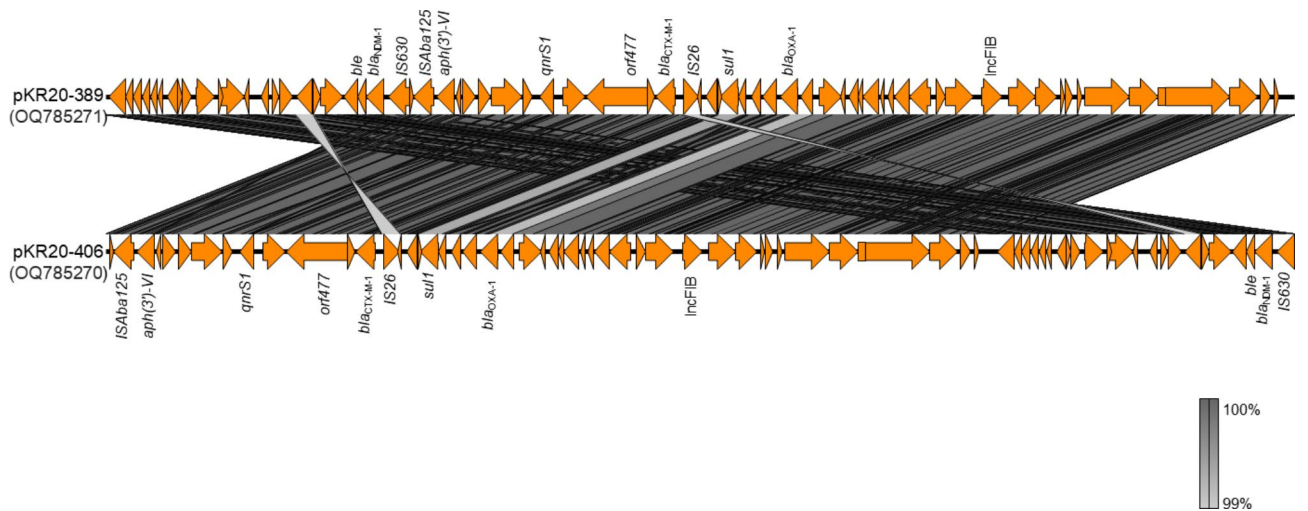 ble
blaNDM-1
IS630
ISAba125
aph(3')-VI
qnrS1
orf477
blaCTX-M-1
IS26
sul1
blaOXA-1
IncFIB
pKR20-389
(OQ785271)
pKR20-406
(OQ785270)
ISAba125
aph(3')-VI
qnrS1
orf477
blaCTX-M-1
IS26
sul1
blaOXA-1
IncFIB
ble
blaNDM-1
IS630
100%
99%